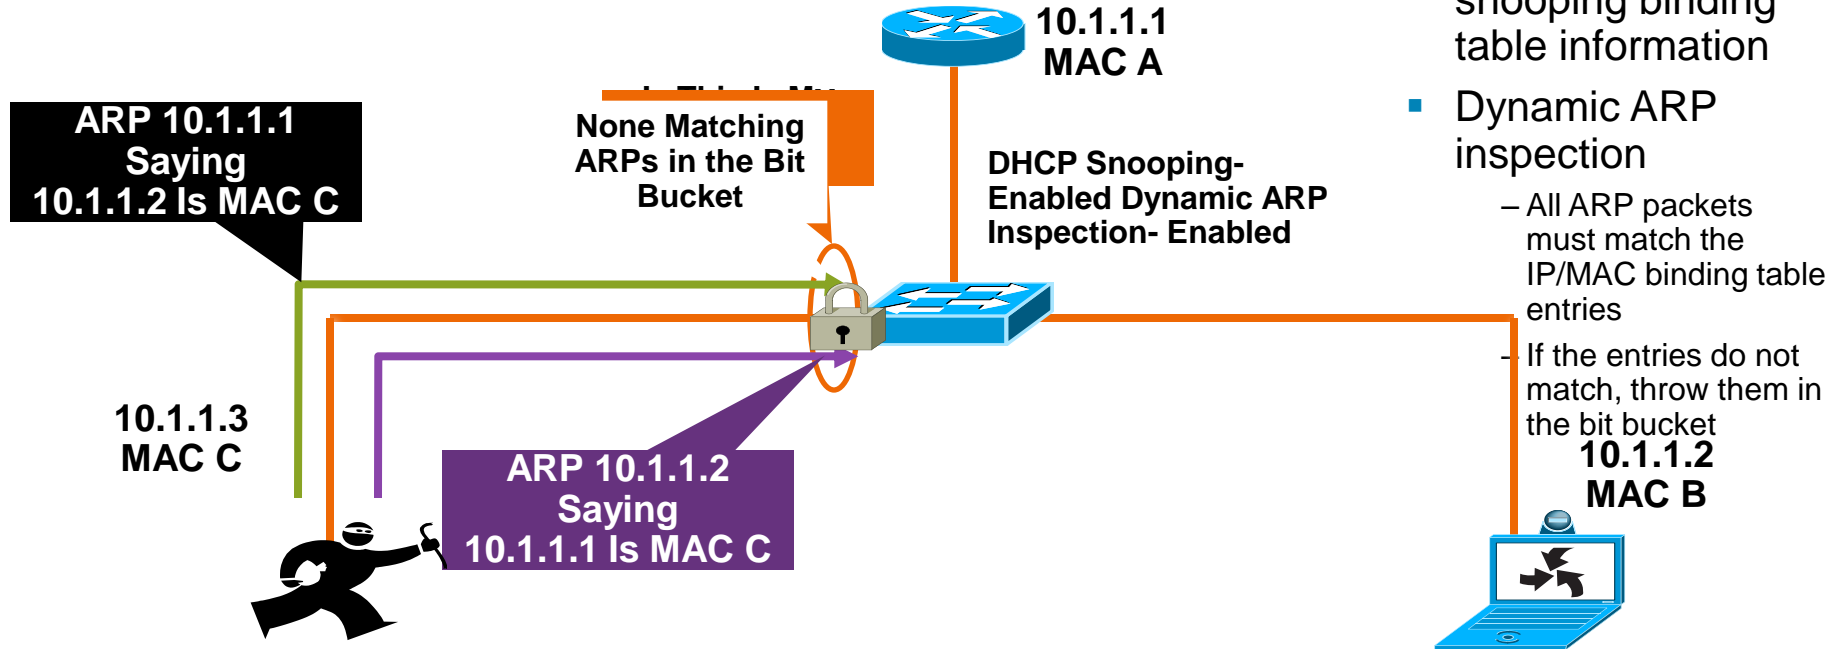 10.1.1.1
MAC A
ARP 10.1.1.1
Saying
10.1.1.2 Is MAC C
None Matching
ARPs in the Bit
Bucket
DHCP Snooping-
Enabled Dynamic ARP
Inspection- Enabled
10.1.1.3
MAC C
ARP 10.1.1.2
Saying
10.1.1.1 Is MAC C
snooping binding
table information
Dynamic ARP
inspection
– All ARP packets
must match the
IP/MAC binding table
entries
– If the entries do not
match, throw them in
the bit bucket
10.1.1.2
MAC B